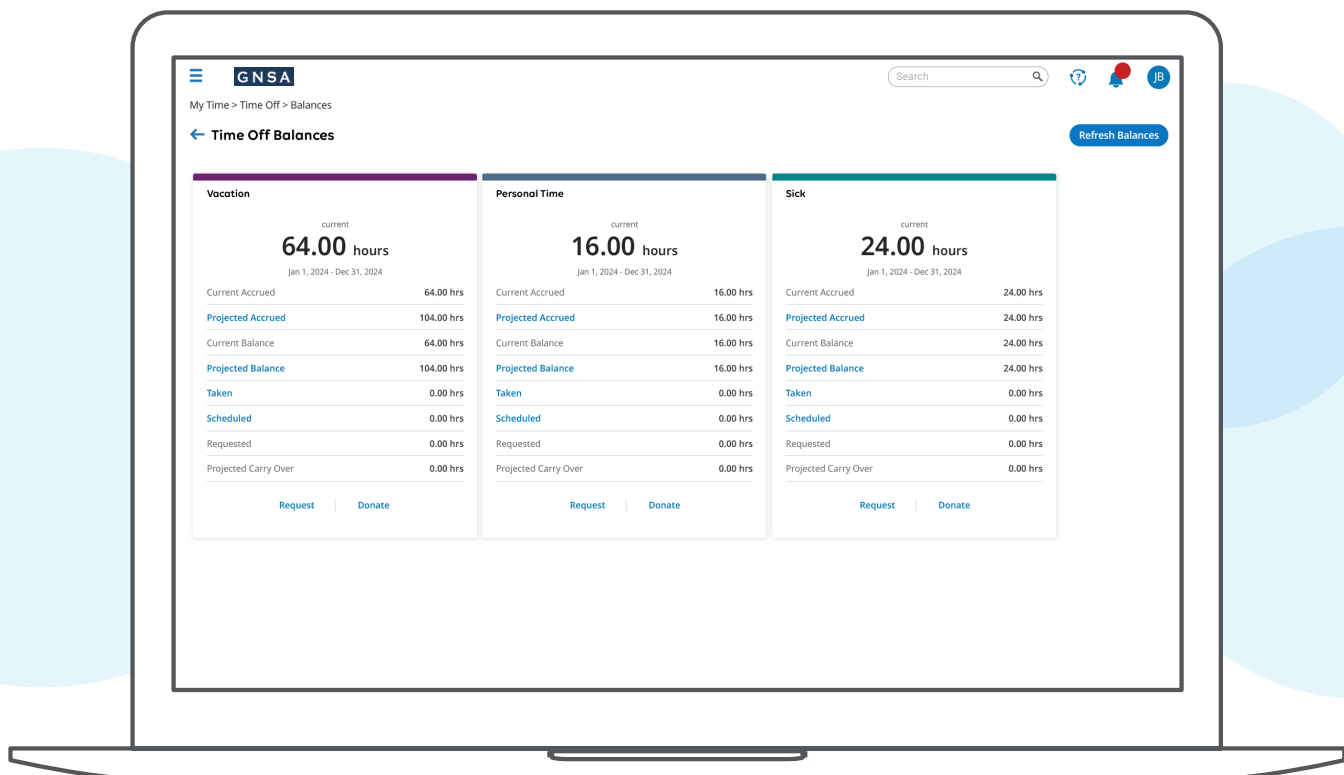 GNSA
Search
JB
My Time > Time Off > Balances
Time Off Balances
Refresh Balances
Vacation
current
64.00 hours
Jan 1, 2024 - Dec 31, 2024
Current Accrued 64.00 hrs
Projected Accrued 104.00 hrs
Current Balance 64.00 hrs
Projected Balance 104.00 hrs
Taken 0.00 hrs
Scheduled 0.00 hrs
Requested 0.00 hrs
Projected Carry Over 0.00 hrs
Request Donate
Personal Time
current
16.00 hours
Jan 1, 2024 - Dec 31, 2024
Current Accrued 16.00 hrs
Projected Accrued 16.00 hrs
Current Balance 16.00 hrs
Projected Balance 16.00 hrs
Taken 0.00 hrs
Scheduled 0.00 hrs
Requested 0.00 hrs
Projected Carry Over 0.00 hrs
Request Donate
Sick
current
24.00 hours
Jan 1, 2024 - Dec 31, 2024
Current Accrued 24.00 hrs
Projected Accrued 24.00 hrs
Current Balance 24.00 hrs
Projected Balance 24.00 hrs
Taken 0.00 hrs
Scheduled 0.00 hrs
Requested 0.00 hrs
Projected Carry Over 0.00 hrs
Request Donate